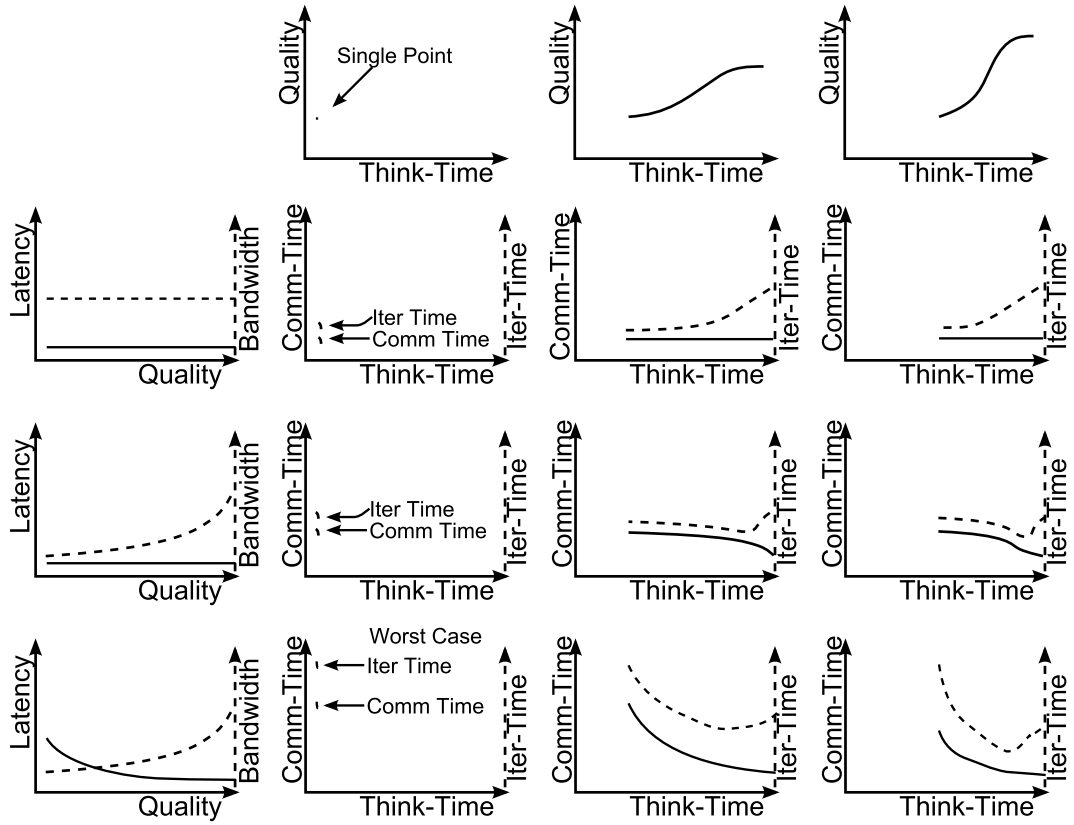 Quality
Single Point
Think-Time
Quality
Think-Time
Quality
Think-Time
Latency
Bandwidth
Quality
Comm-Time
Iter Time
Comm Time
Iter-Time
Think-Time
Comm-Time
Iter-Time
Think-Time
Comm-Time
Iter-Time
Think-Time
Latency
Bandwidth
Quality
Comm-Time
Iter Time
Comm Time
Iter-Time
Think-Time
Comm-Time
Iter-Time
Think-Time
Comm-Time
Iter-Time
Think-Time
Latency
Bandwidth
Quality
Comm-Time
Worst Case
Iter Time
Comm Time
Iter-Time
Think-Time
Comm-Time
Iter-Time
Think-Time
Comm-Time
Iter-Time
Think-Time